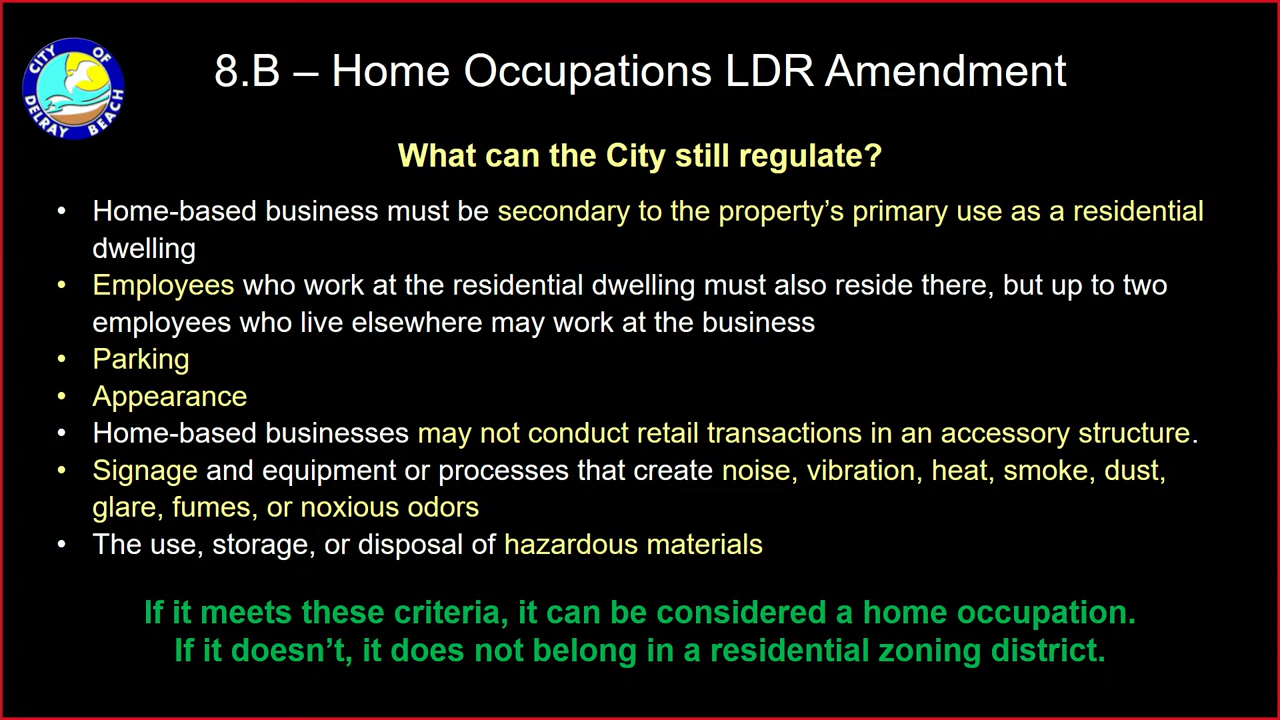 CITY OF
DELRAY BEACH
8.B – Home Occupations LDR Amendment
What can the City still regulate?
• Home-based business must be secondary to the property’s primary use as a residential
dwelling
• Employees who work at the residential dwelling must also reside there, but up to two
employees who live elsewhere may work at the business
• Parking
• Appearance
• Home-based businesses may not conduct retail transactions in an accessory structure.
• Signage and equipment or processes that create noise, vibration, heat, smoke, dust,
glare, fumes, or noxious odors
• The use, storage, or disposal of hazardous materials
If it meets these criteria, it can be considered a home occupation.
If it doesn’t, it does not belong in a residential zoning district.